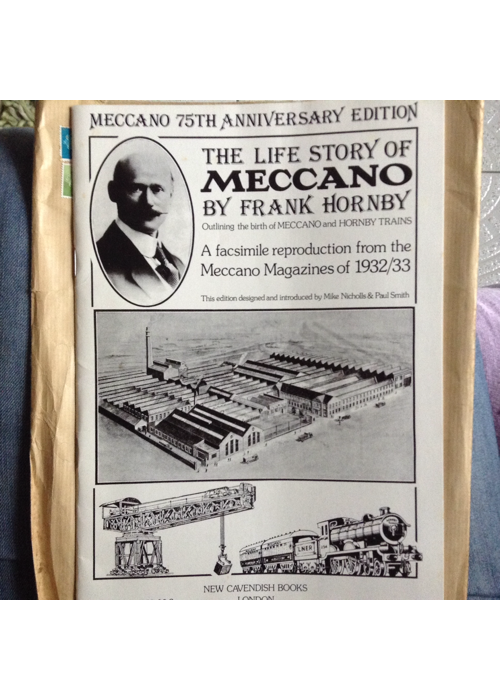 MECCANO 75TH ANNIVERSARY EDITION
THE LIFE STORY OF
MECCANO
BY FRANK HORNBY
Outlining the birth of MECCANO and HORNBY TRAINS
A facsimile reproduction from the
Meccano Magazines of 1932/33
This edition designed and introduced by Mike Nicholls & Paul Smith
LNER
NEW CAVENDISH BOOKS
LONDON